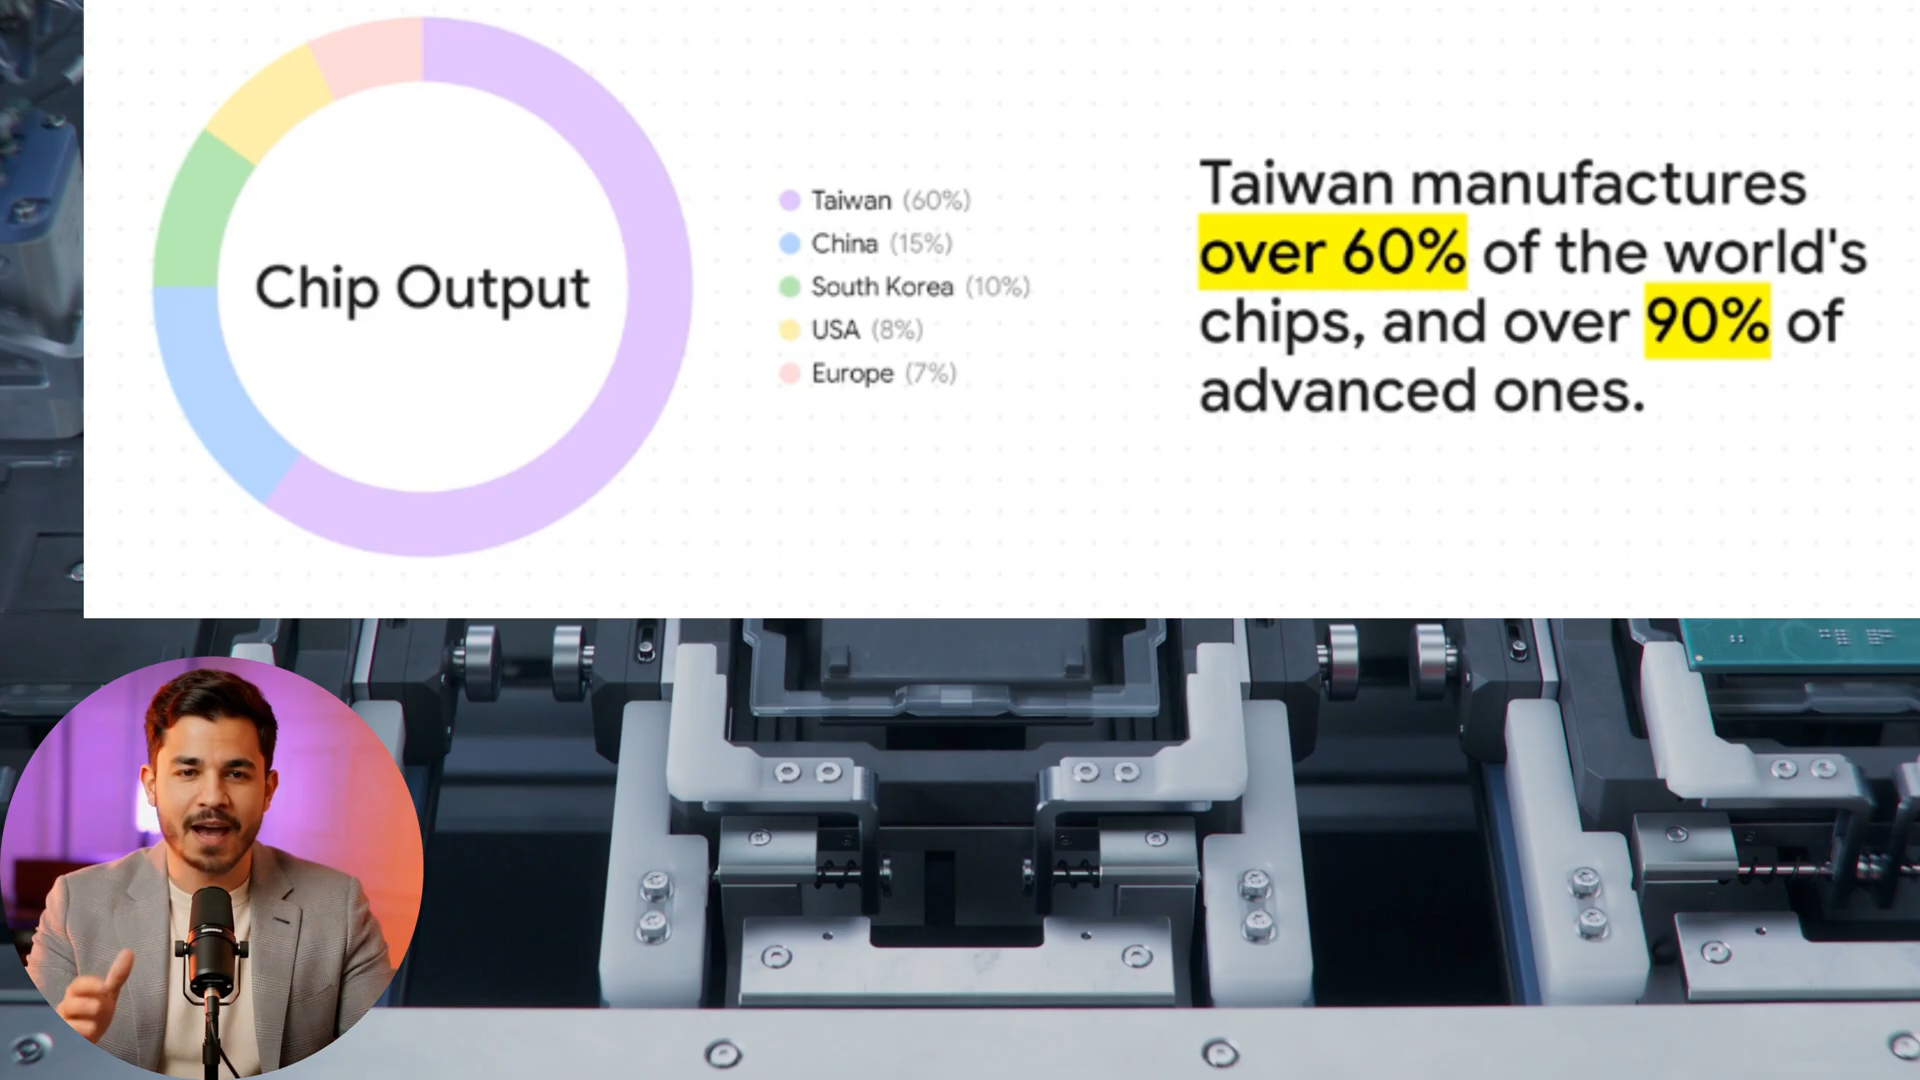 Chip Output
Taiwan (60%)
China (15%)
South Korea (10%)
USA (8%)
Europe (7%)
Taiwan manufactures
over 60% of the world's
chips, and over 90% of
advanced ones.